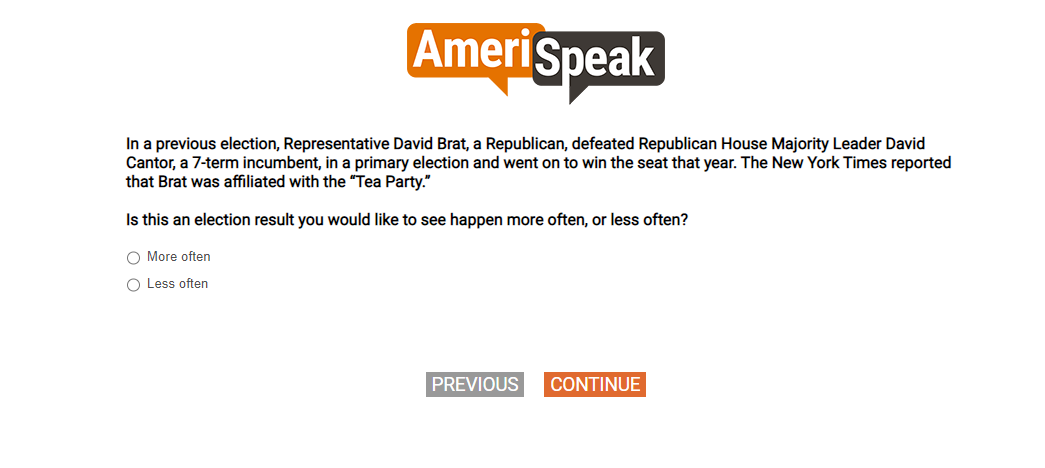 AmeriSpeak
In a previous election, Representative David Brat, a Republican, defeated Republican House Majority Leader David
Cantor, a 7-term incumbent, in a primary election and went on to win the seat that year. The New York Times reported
that Brat was affiliated with the “Tea Party.”
Is this an election result you would like to see happen more often, or less often?
More often
Less often
PREVIOUS CONTINUE